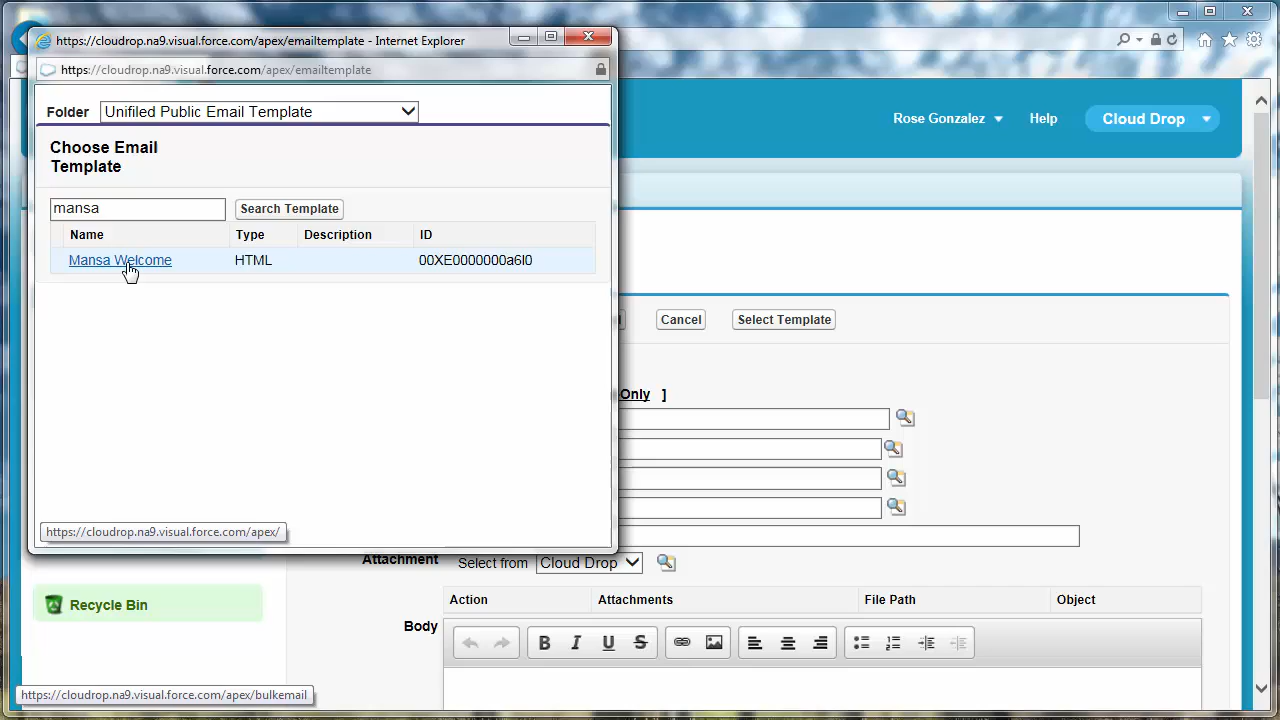 https://cloudrop.na9.visual.force.com/apex/emailtemplate - Internet Explorer
https://cloudrop.na9.visual.force.com/apex/emailtemplate
Folder Unifiled Public Email Template
Rose Gonzalez Help Cloud Drop
Choose Email
Template
mansa Search Template
Name Type Description ID
Mansa Welcome HTML 00XE0000000a6l0
Cancel Select Template
Only ]
https://cloudrop.na9.visual.force.com/apex/
Attachment Select from Cloud Drop
Action Attachments File Path Object
Recycle Bin
Body
B I U S
https://cloudrop.na9.visual.force.com/apex/bulkemail